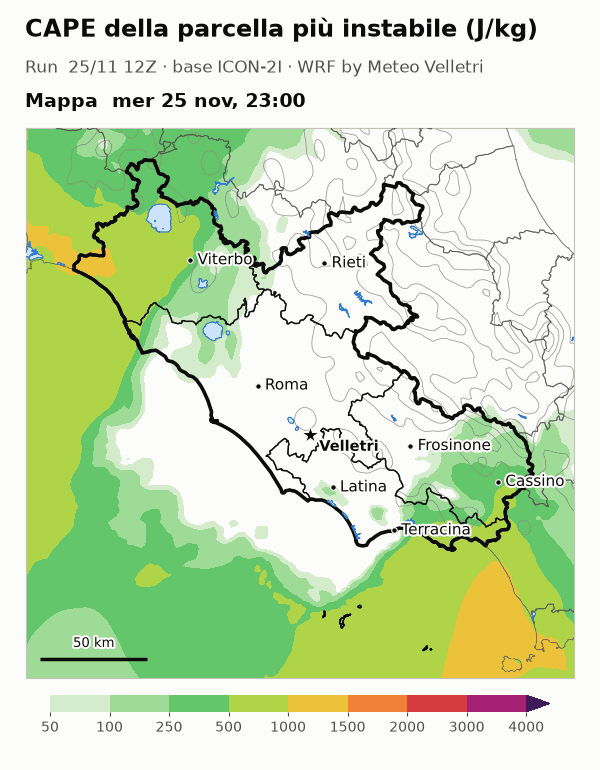 CAPE della parcella più instabile (J/kg)
Run  25/11 12Z · base ICON-2I · WRF by Meteo Velletri
Mappa  mer 25 nov, 23:00
Viterbo
Rieti
Roma
Velletri
Frosinone
Latina
Cassino
Terracina
50 km
50 100 250 500 1000 1500 2000 3000 4000